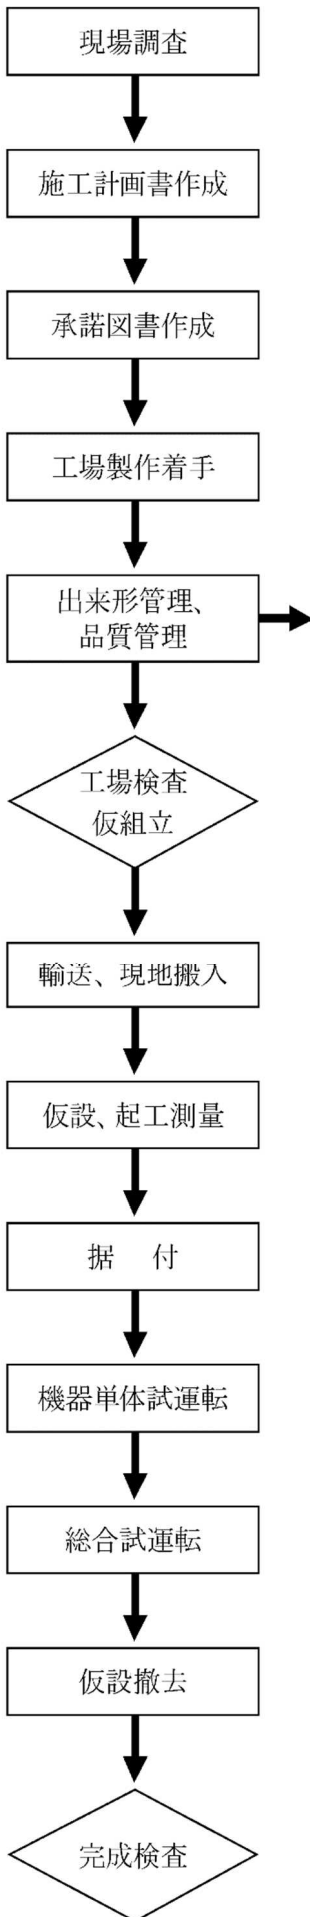 現場調査
施工計画書作成
承諾図書作成
工場製作着手
出来形管理、
品質管理
工場検査
仮組立
輸送、現地搬入
仮設、起工測量
据　付
機器単体試運転
総合試運転
仮設撤去
完成検査